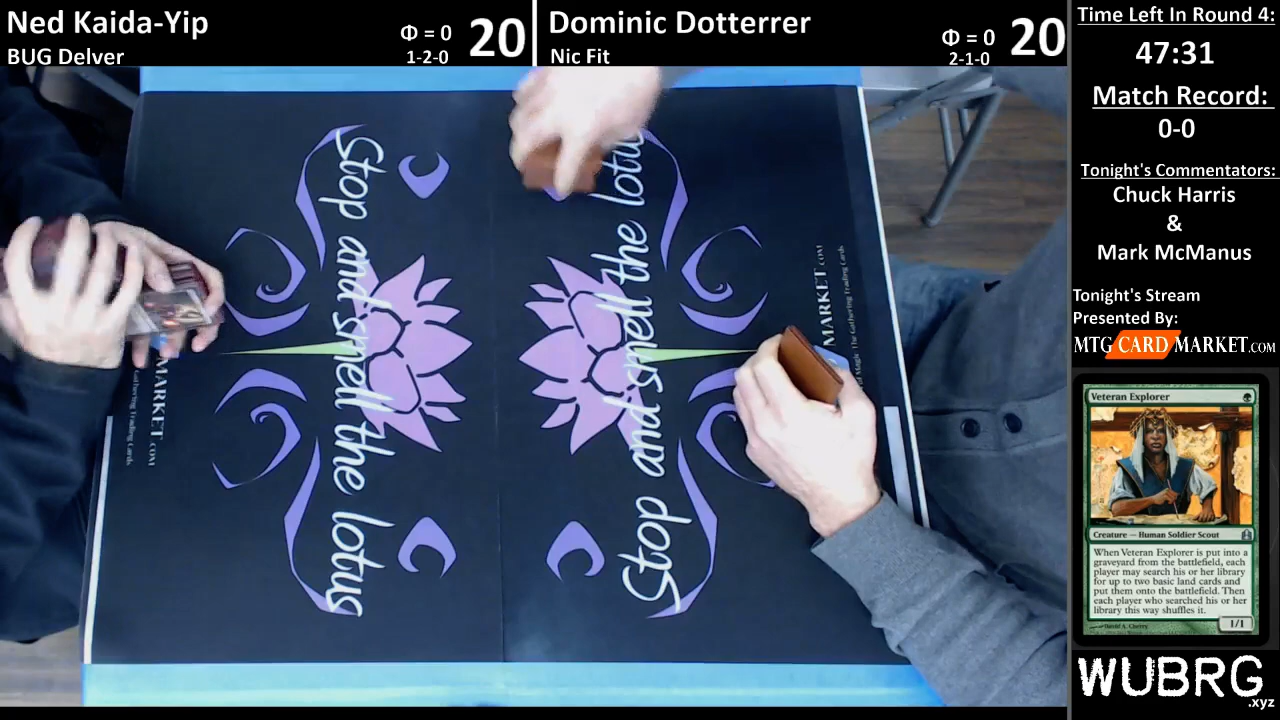 Ned Kaida-Yip
BUG Delver
Φ = 0
1-2-0
20
Dominic Dotterrer
Nic Fit
Φ = 0
2-1-0
20
Time Left In Round 4:
47:31
Match Record:
0-0
Tonight's Commentators:
Chuck Harris
&
Mark McManus
Tonight's Stream
Presented By:
MTG CARD MARKET.COM
Veteran Explorer
Creature — Human Soldier Scout
When Veteran Explorer is put into a
graveyard from the battlefield, each
player may search his or her library
for up to two basic land cards and
put them onto the battlefield. Then
each player who searched his or her
library this way shuffles it.
1/1
WUBRG
.xyz
Stop and smell the lotus
Stop and smell the lotus
MARKET.COM
MARKET.COM